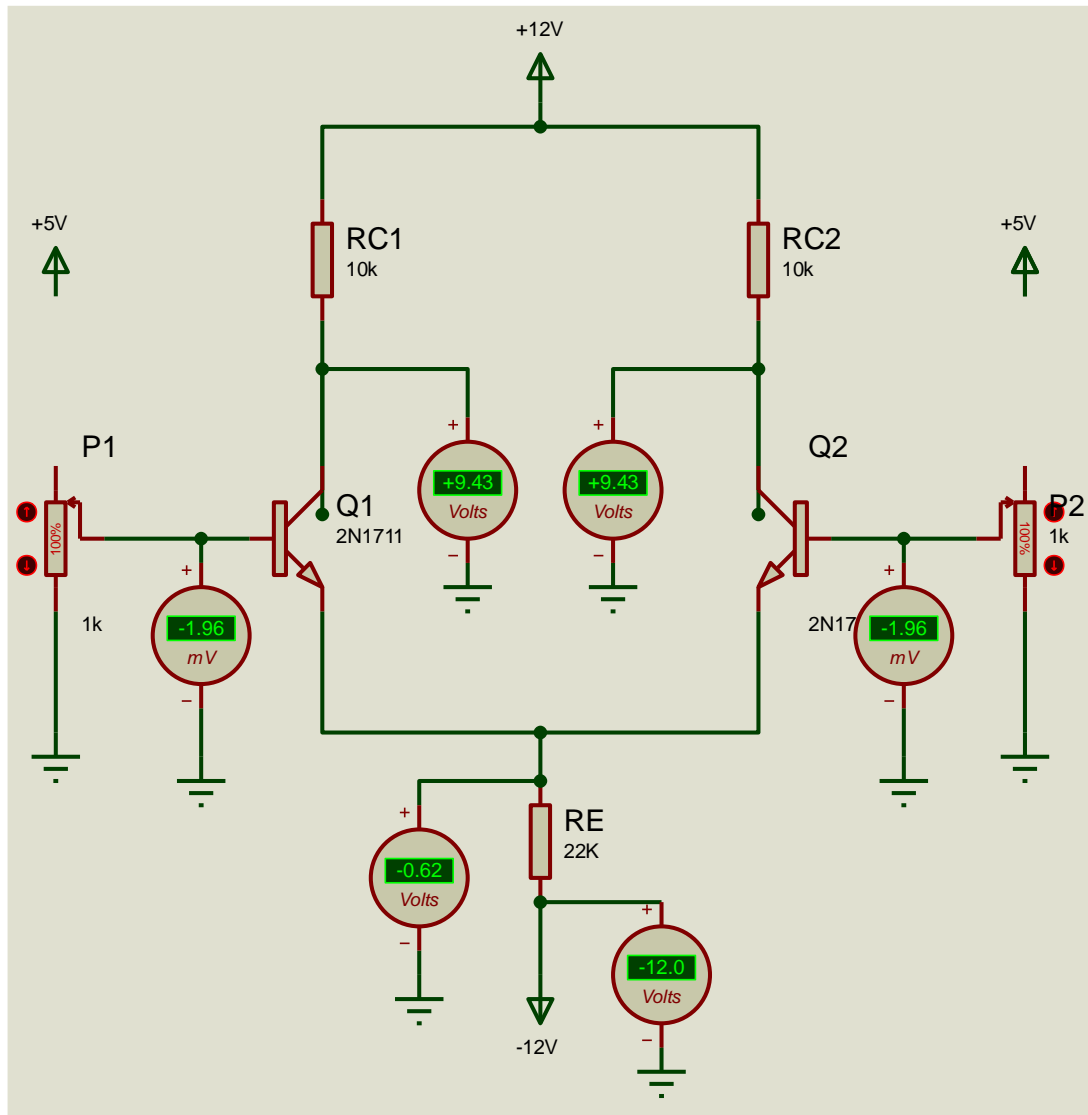 +12V
+5V
+5V
RC1
10k
RC2
10k
P1
Q2
+
+
+9.43
Volts
+9.43
Volts
Q1
2N1711
P2
1k
100%
100%
−
−
+
+
1k
-1.96
mV
2N17
-1.96
mV
−
−
+
RE
22K
-0.62
Volts
−
+
-12.0
Volts
-12V
−